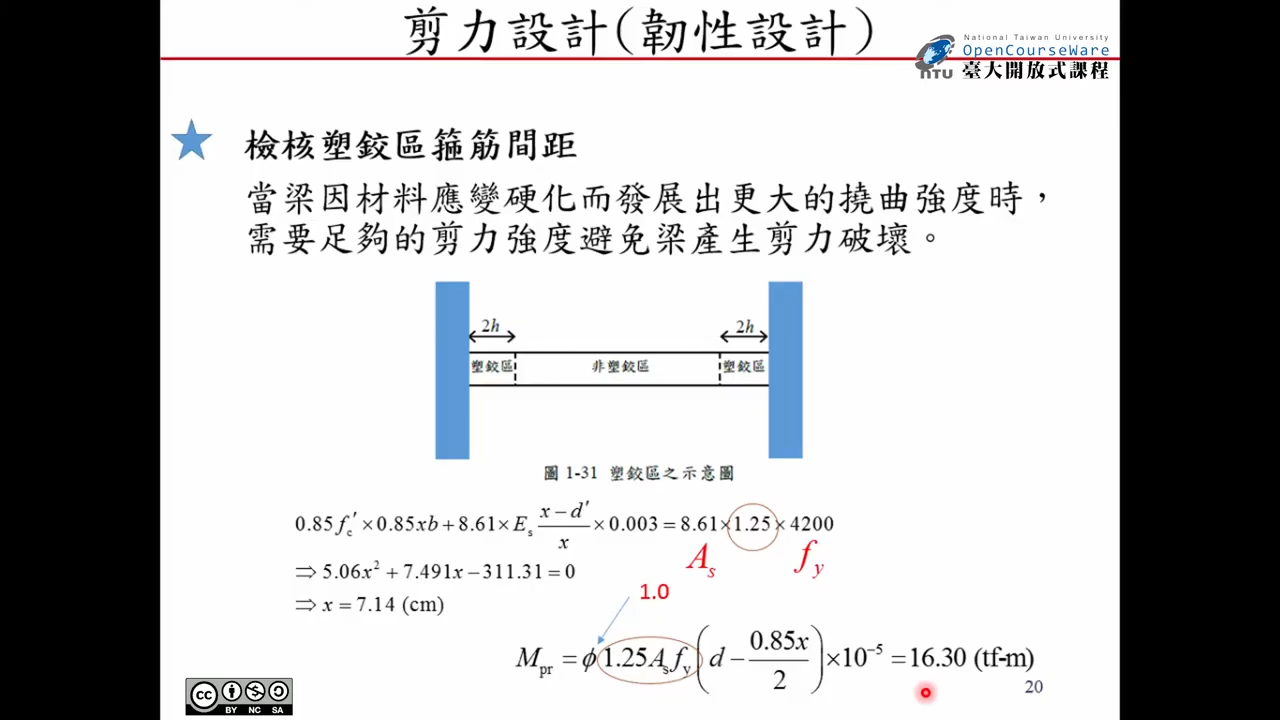 剪力設計(韌性設計)
National Taiwan University
OpenCourseWare
NTU 臺大開放式課程
檢核塑鉸區箍筋間距
當梁因材料應變硬化而發展出更大的撓曲強度時，
需要足夠的剪力強度避免梁產生剪力破壞。
2h 2h
塑鉸區 非塑鉸區 塑鉸區
圖 1-31 塑鉸區之示意圖
0.85 f_c′ × 0.85xb + 8.61 × E_s (x − d′)/x × 0.003 = 8.61 × 1.25 × 4200
A_s f_y
⇒ 5.06x² + 7.491x − 311.31 = 0
1.0
⇒ x = 7.14 (cm)
M_pr = ϕ 1.25 A_s f_y (d − 0.85x/2) × 10⁻⁵ = 16.30 (tf-m)
20
cc BY NC SA